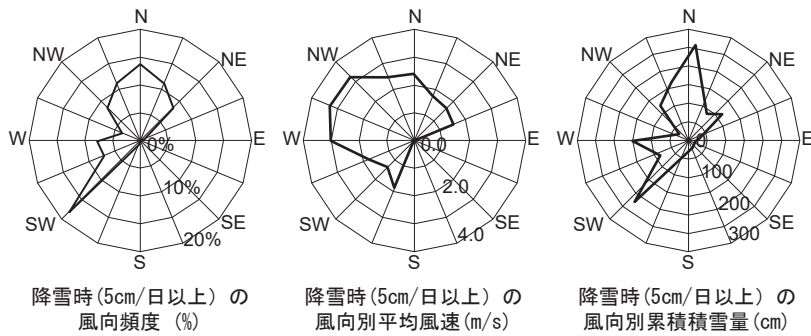 N
NW
NE
W
E
0%
10%
SW
SE
20%
S
降雪時(5cm/日以上) の
風向頻度 (%)
N
NW
NE
W
E
0.0
2.0
SW
SE
4.0
S
降雪時(5cm/日以上) の
風向別平均風速(m/s)
N
NW
NE
W
E
0
100
200
SW
SE
300
S
降雪時(5cm/日以上) の
風向別累積積雪量(cm)